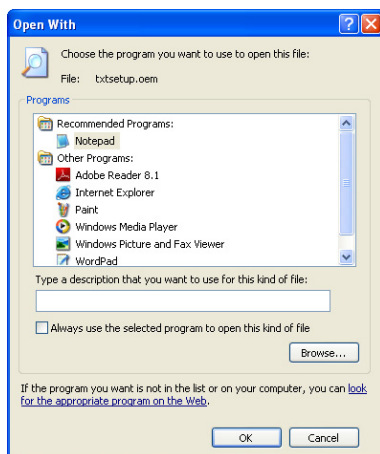 Open With
Choose the program you want to use to open this file:
File: txtsetup.oem
Programs
Recommended Programs:
Notepad
Other Programs:
Adobe Reader 8.1
Internet Explorer
Paint
Windows Media Player
Windows Picture and Fax Viewer
WordPad
Type a description that you want to use for this kind of file:
Always use the selected program to open this kind of file
Browse...
If the program you want is not in the list or on your computer, you can look
for the appropriate program on the Web.
OK
Cancel